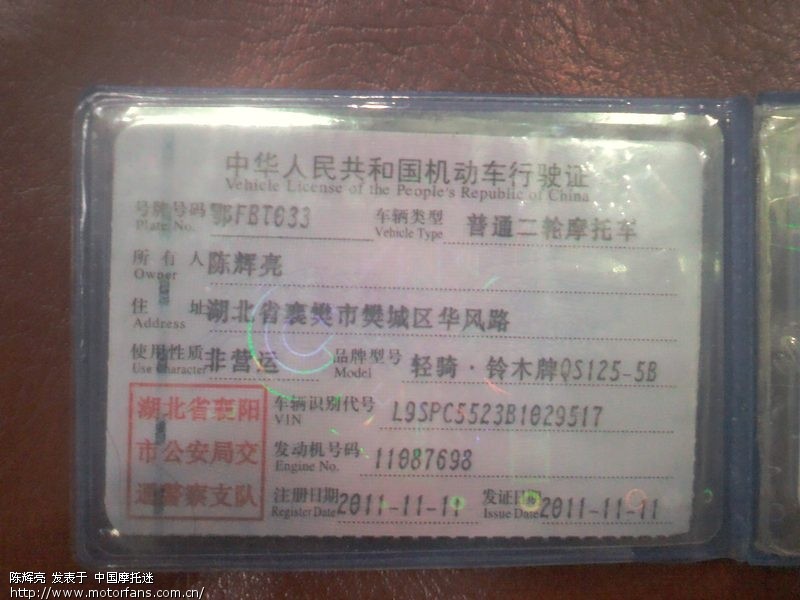 中华人民共和国机动车行驶证
Vehicle License of the People's Republic of China
号牌号码 鄂FBT633 车辆类型 普通二轮摩托车
Plate No. Vehicle Type
所有人 陈辉亮
Owner
住址 湖北省襄樊市樊城区华风路
Address
使用性质 非营运 品牌型号 轻骑·铃木牌QS125-5B
Use Character Model
湖北省襄阳
市公安局交
通警察支队
车辆识别代号 L9SPC5523B1029517
VIN
发动机号码 11087698
Engine No.
注册日期 2011-11-11 发证日期 2011-11-11
Register Date Issue Date
陈辉亮 发表于 中国摩托迷
http://www.motorfans.com.cn/